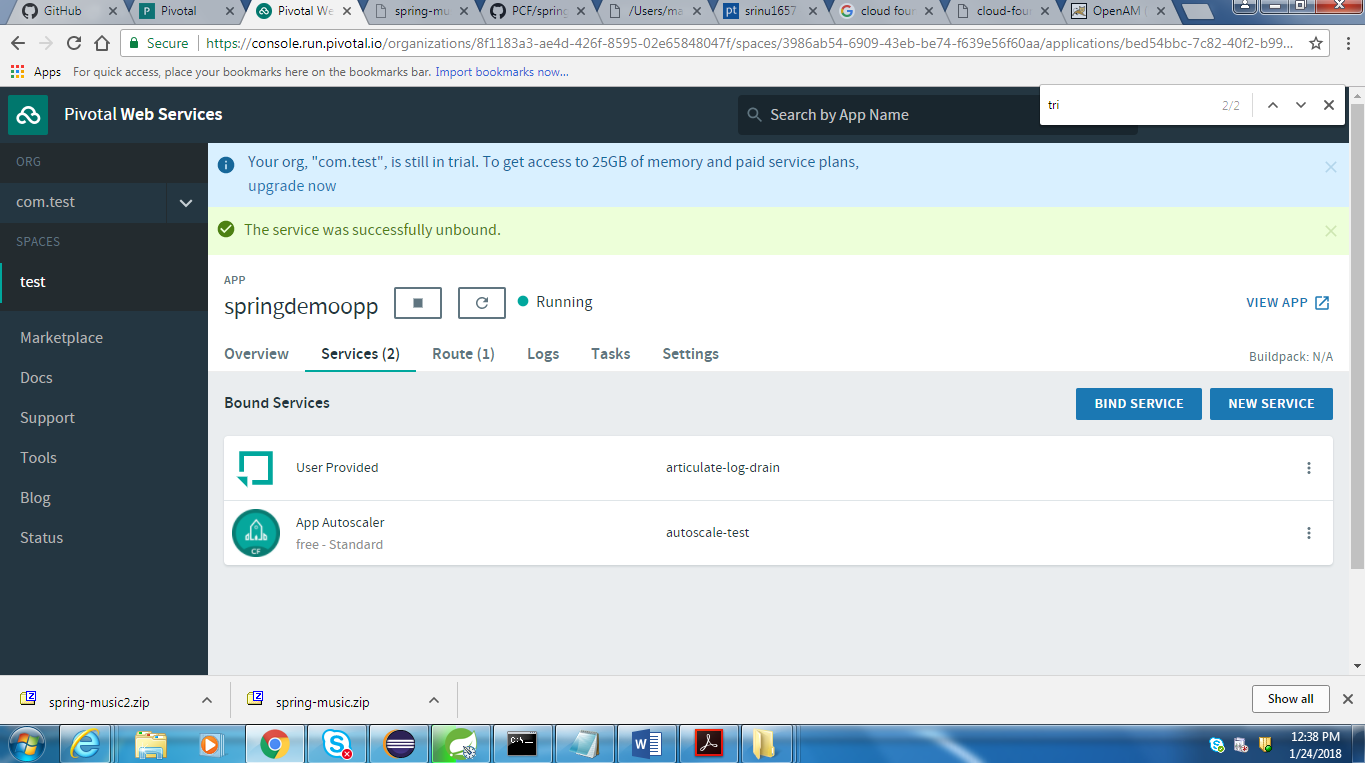 GitHub
Pivotal
Pivotal We
spring-mu
PCF/spring
/Users/ma
pt srinu1657
cloud foun
cloud-foun
OpenAM
Secure https://console.run.pivotal.io/organizations/8f1183a3-ae4d-426f-8595-02e65848047f/spaces/3986ab54-6909-43eb-be74-f639e56f60aa/applications/bed54bbc-7c82-40f2-b99...
Apps For quick access, place your bookmarks here on the bookmarks bar. Import bookmarks now...
tri 2/2
Pivotal Web Services
Search by App Name
ORG
com.test
SPACES
test
Marketplace
Docs
Support
Tools
Blog
Status
Your org, "com.test", is still in trial. To get access to 25GB of memory and paid service plans,
upgrade now
The service was successfully unbound.
APP
springdemoopp
Running
VIEW APP
Overview Services (2) Route (1) Logs Tasks Settings
Buildpack: N/A
Bound Services
BIND SERVICE NEW SERVICE
User Provided articulate-log-drain
App Autoscaler autoscale-test
free - Standard
CF
spring-music2.zip
spring-music.zip
Show all
12:38 PM
1/24/2018